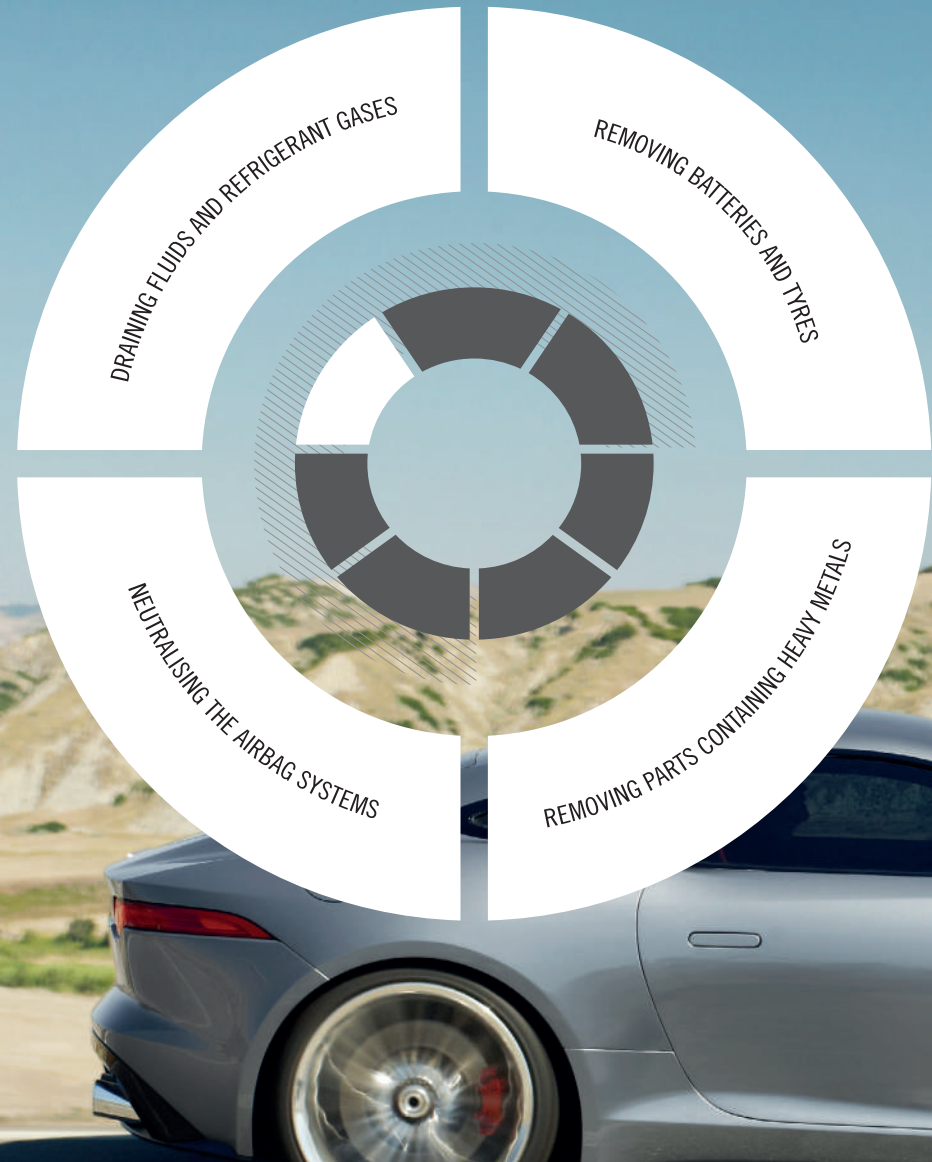 DRAINING FLUIDS AND REFRIGERANT GASES
REMOVING BATTERIES AND TYRES
NEUTRALISING THE AIRBAG SYSTEMS
REMOVING PARTS CONTAINING HEAVY METALS